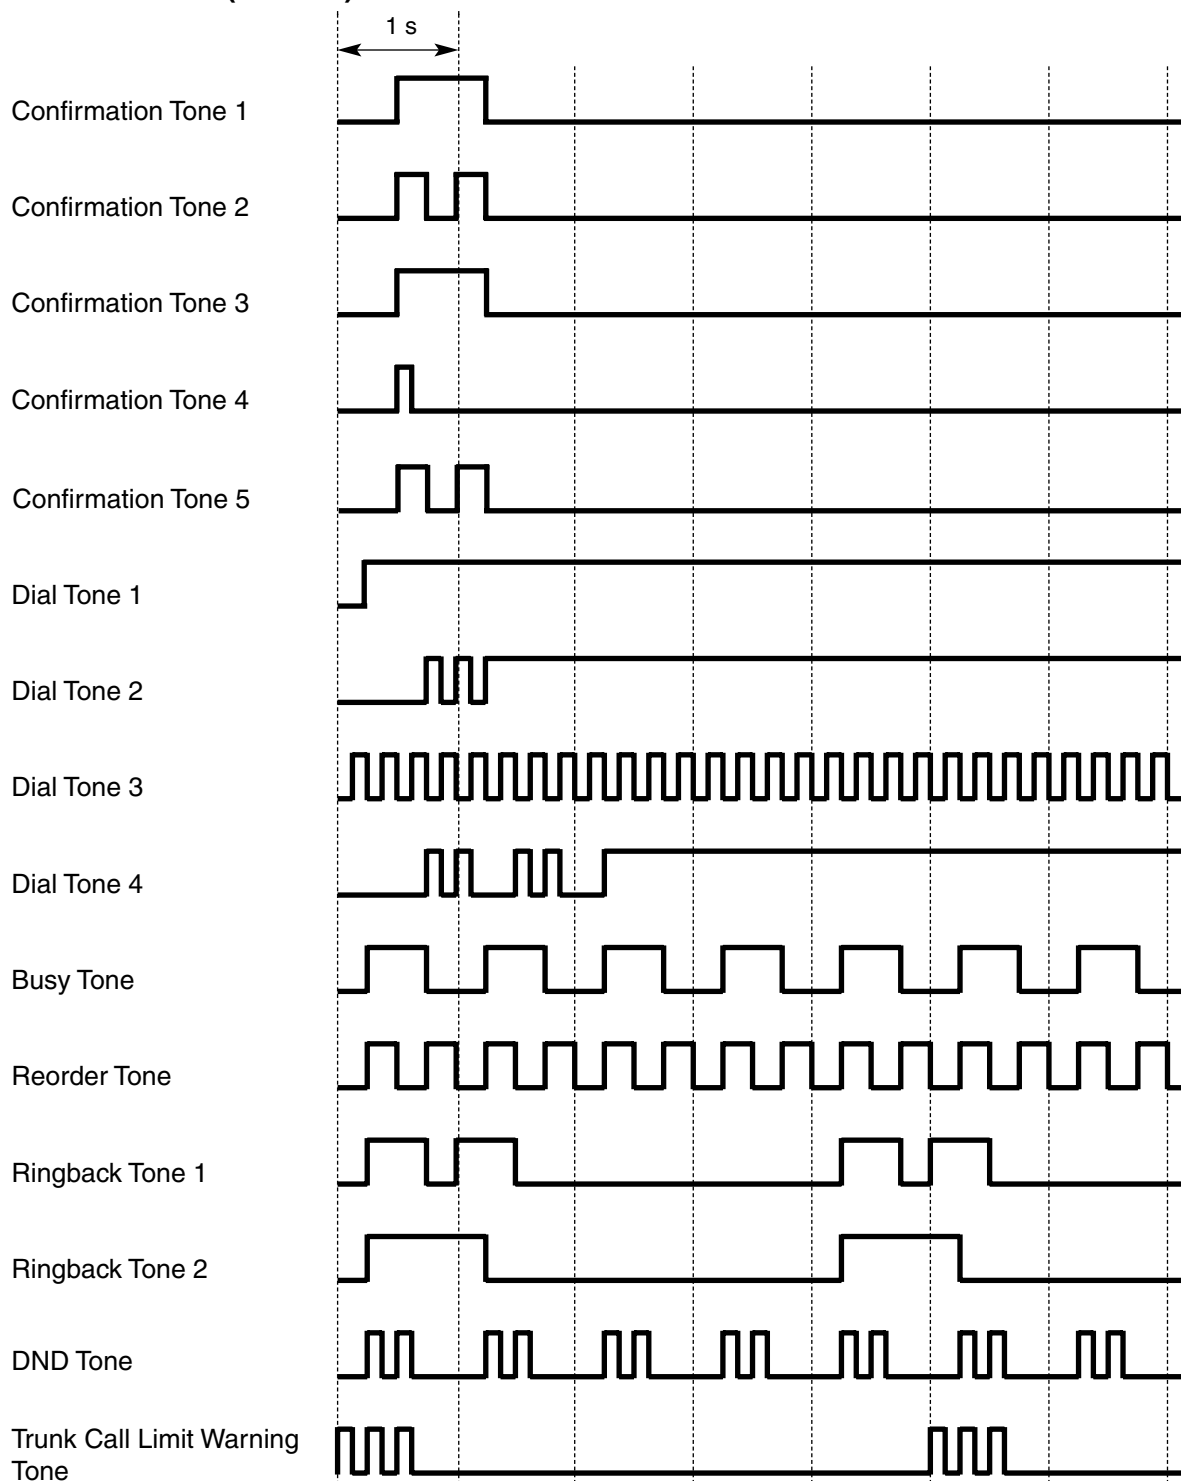 1 s
Confirmation Tone 1
Confirmation Tone 2
Confirmation Tone 3
Confirmation Tone 4
Confirmation Tone 5
Dial Tone 1
Dial Tone 2
Dial Tone 3
Dial Tone 4
Busy Tone
Reorder Tone
Ringback Tone 1
Ringback Tone 2
DND Tone
Trunk Call Limit Warning
Tone